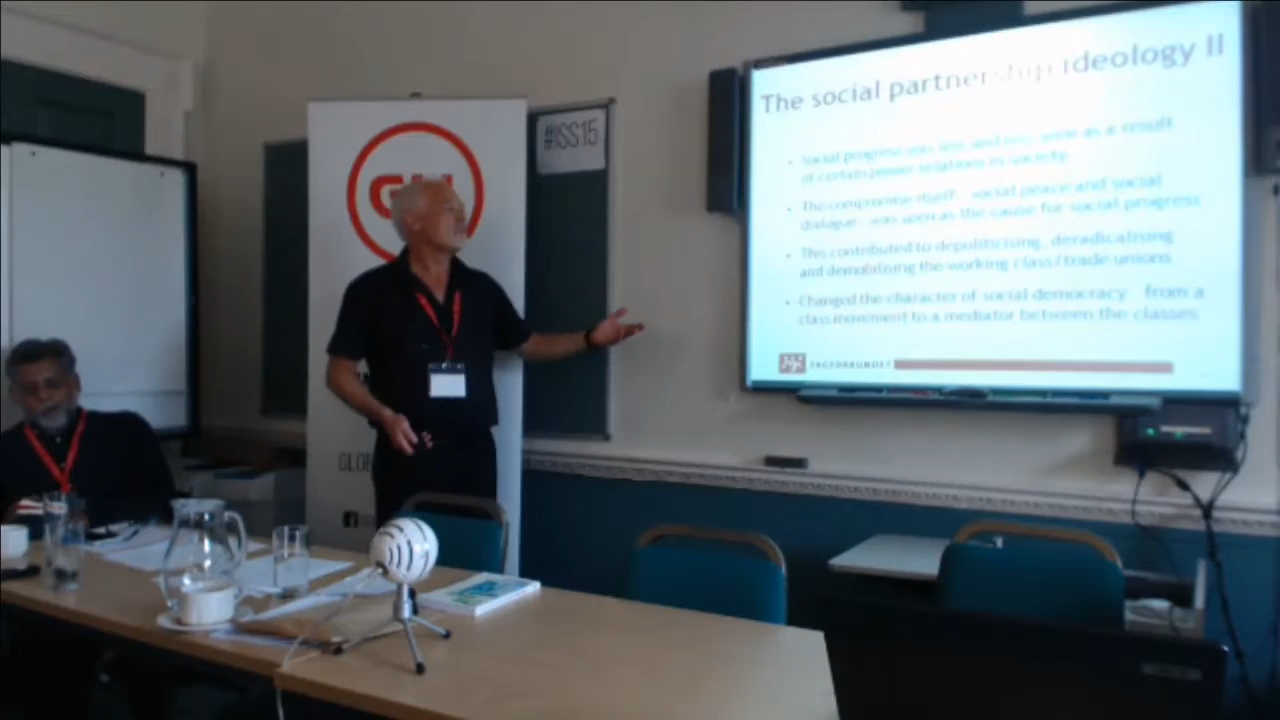 The social partnership ideology II
Social progress was less and less seen as a result
of certain power relations in society
The compromise itself social peace and social
dialogue was seen as the cause for social progress
This contributed to depoliticising, deradicalising
and demobilising the working class/trade unions
Changed the character of social democracy from a
class movement to a mediator between the classes
FAGFORBUNDET
#ISS15
GLOB